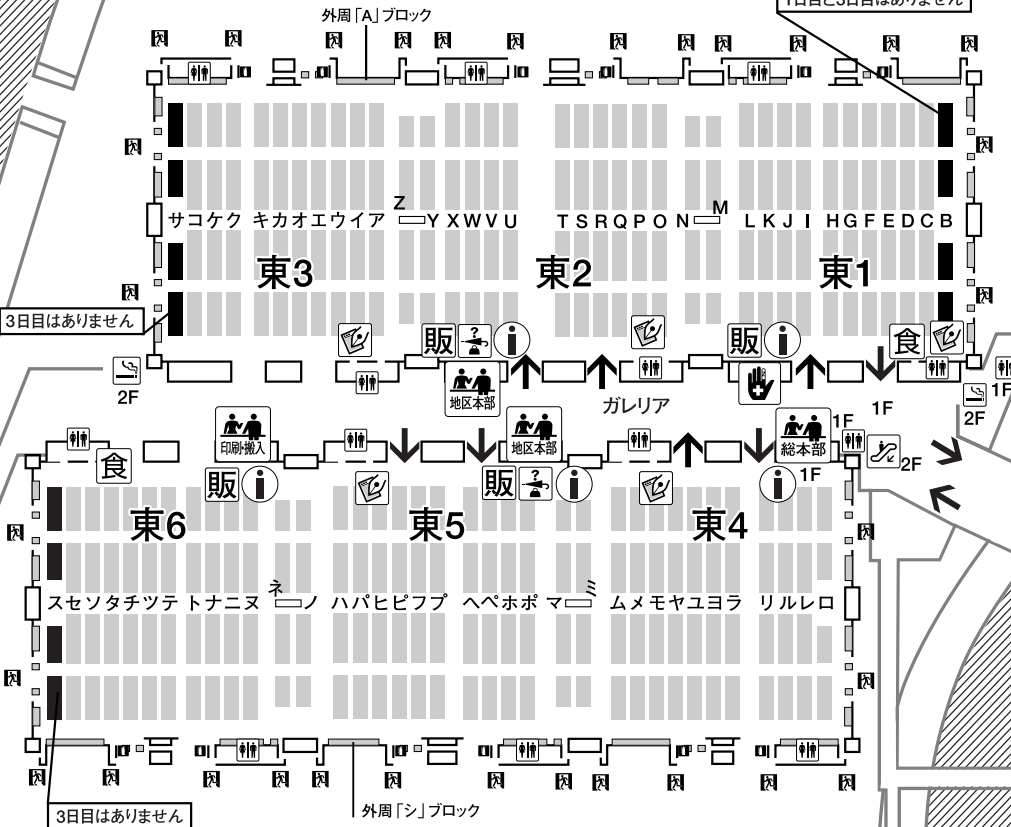 外周「A」ブロック
1日目と3日目はありません
Z
M
サコケク キカオエウイア
Y X W V U
T S R Q P O N
L K J I
H G F E D C B
東3
東2
東1
3日目はありません
販
?
i
販
i
食
2F
地区本部
ガレリア
1F
2F
1F
印刷搬入
地区本部
総本部
1F
2F
食
販
i
販
?
i
i
1F
東6
東5
東4
ネ
ミ
スセソタチツテ トナニヌ
ノ
ハパヒピフプ
ヘペホポ マ
ムメモヤユヨラ
リルレロ
3日目はありません
外周「シ」ブロック